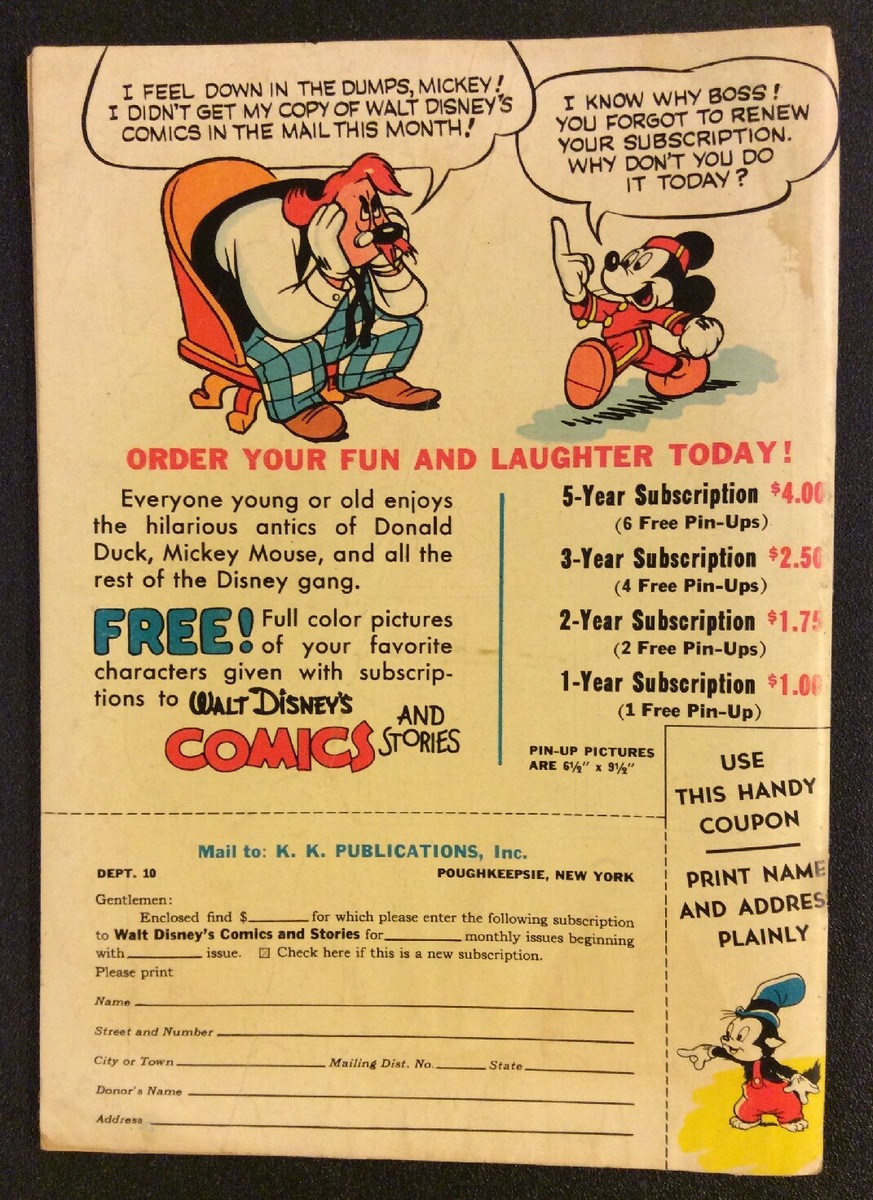 I FEEL DOWN IN THE DUMPS, MICKEY!
I DIDN'T GET MY COPY OF WALT DISNEY'S
COMICS IN THE MAIL THIS MONTH!
I KNOW WHY BOSS!
YOU FORGOT TO RENEW
YOUR SUBSCRIPTION.
WHY DON'T YOU DO
IT TODAY?
ORDER YOUR FUN AND LAUGHTER TODAY!
Everyone young or old enjoys
the hilarious antics of Donald
Duck, Mickey Mouse, and all the
rest of the Disney gang.
FREE! Full color pictures
of your favorite
characters given with subscrip-
tions to WALT DISNEY'S
COMICS AND
STORIES
5-Year Subscription $4.00
(6 Free Pin-Ups)
3-Year Subscription $2.50
(4 Free Pin-Ups)
2-Year Subscription $1.75
(2 Free Pin-Ups)
1-Year Subscription $1.00
(1 Free Pin-Up)
PIN-UP PICTURES
ARE 6½" x 9½"
USE
THIS HANDY
COUPON
PRINT NAME
AND ADDRES
PLAINLY
Mail to: K. K. PUBLICATIONS, Inc.
DEPT. 10 POUGHKEEPSIE, NEW YORK
Gentlemen:
Enclosed find $ for which please enter the following subscription
to Walt Disney's Comics and Stories for monthly issues beginning
with issue. Check here if this is a new subscription.
Please print
Name
Street and Number
City or Town Mailing Dist. No. State
Donor's Name
Address